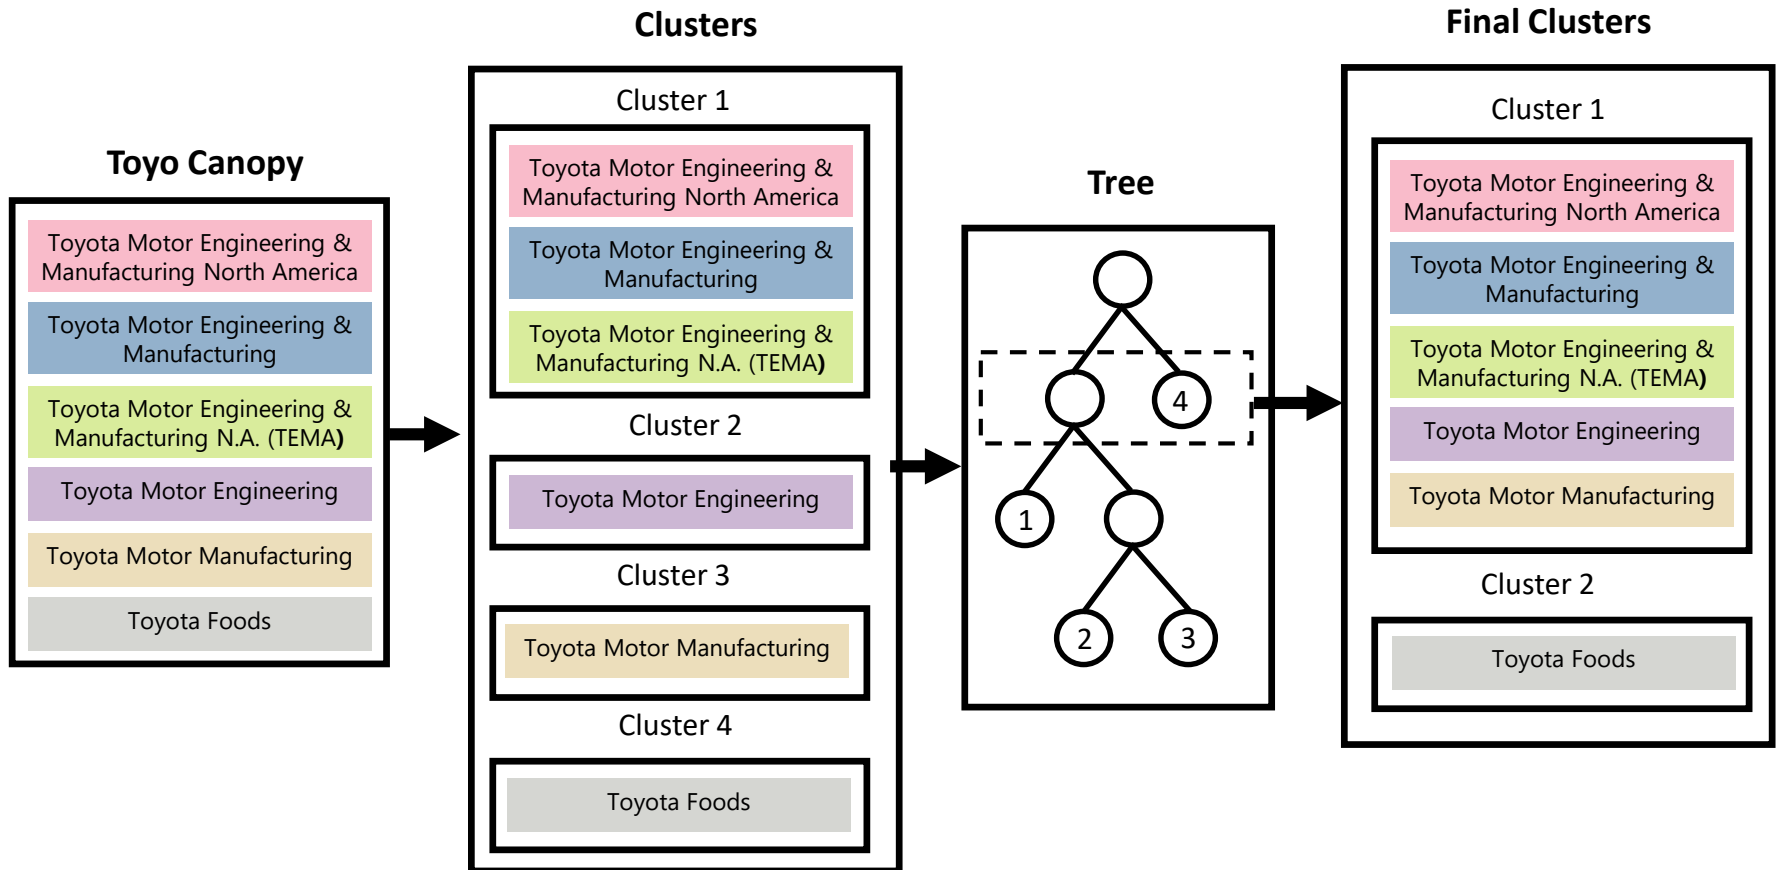 Toyo Canopy
Toyota Motor Engineering &
Manufacturing North America
Toyota Motor Engineering &
Manufacturing
Toyota Motor Engineering &
Manufacturing N.A. (TEMA)
Toyota Motor Engineering
Toyota Motor Manufacturing
Toyota Foods
Clusters
Cluster 1
Toyota Motor Engineering &
Manufacturing North America
Toyota Motor Engineering &
Manufacturing
Toyota Motor Engineering &
Manufacturing N.A. (TEMA)
Cluster 2
Toyota Motor Engineering
Cluster 3
Toyota Motor Manufacturing
Cluster 4
Toyota Foods
Tree
4
1
2
3
Final Clusters
Cluster 1
Toyota Motor Engineering &
Manufacturing North America
Toyota Motor Engineering &
Manufacturing
Toyota Motor Engineering &
Manufacturing N.A. (TEMA)
Toyota Motor Engineering
Toyota Motor Manufacturing
Cluster 2
Toyota Foods